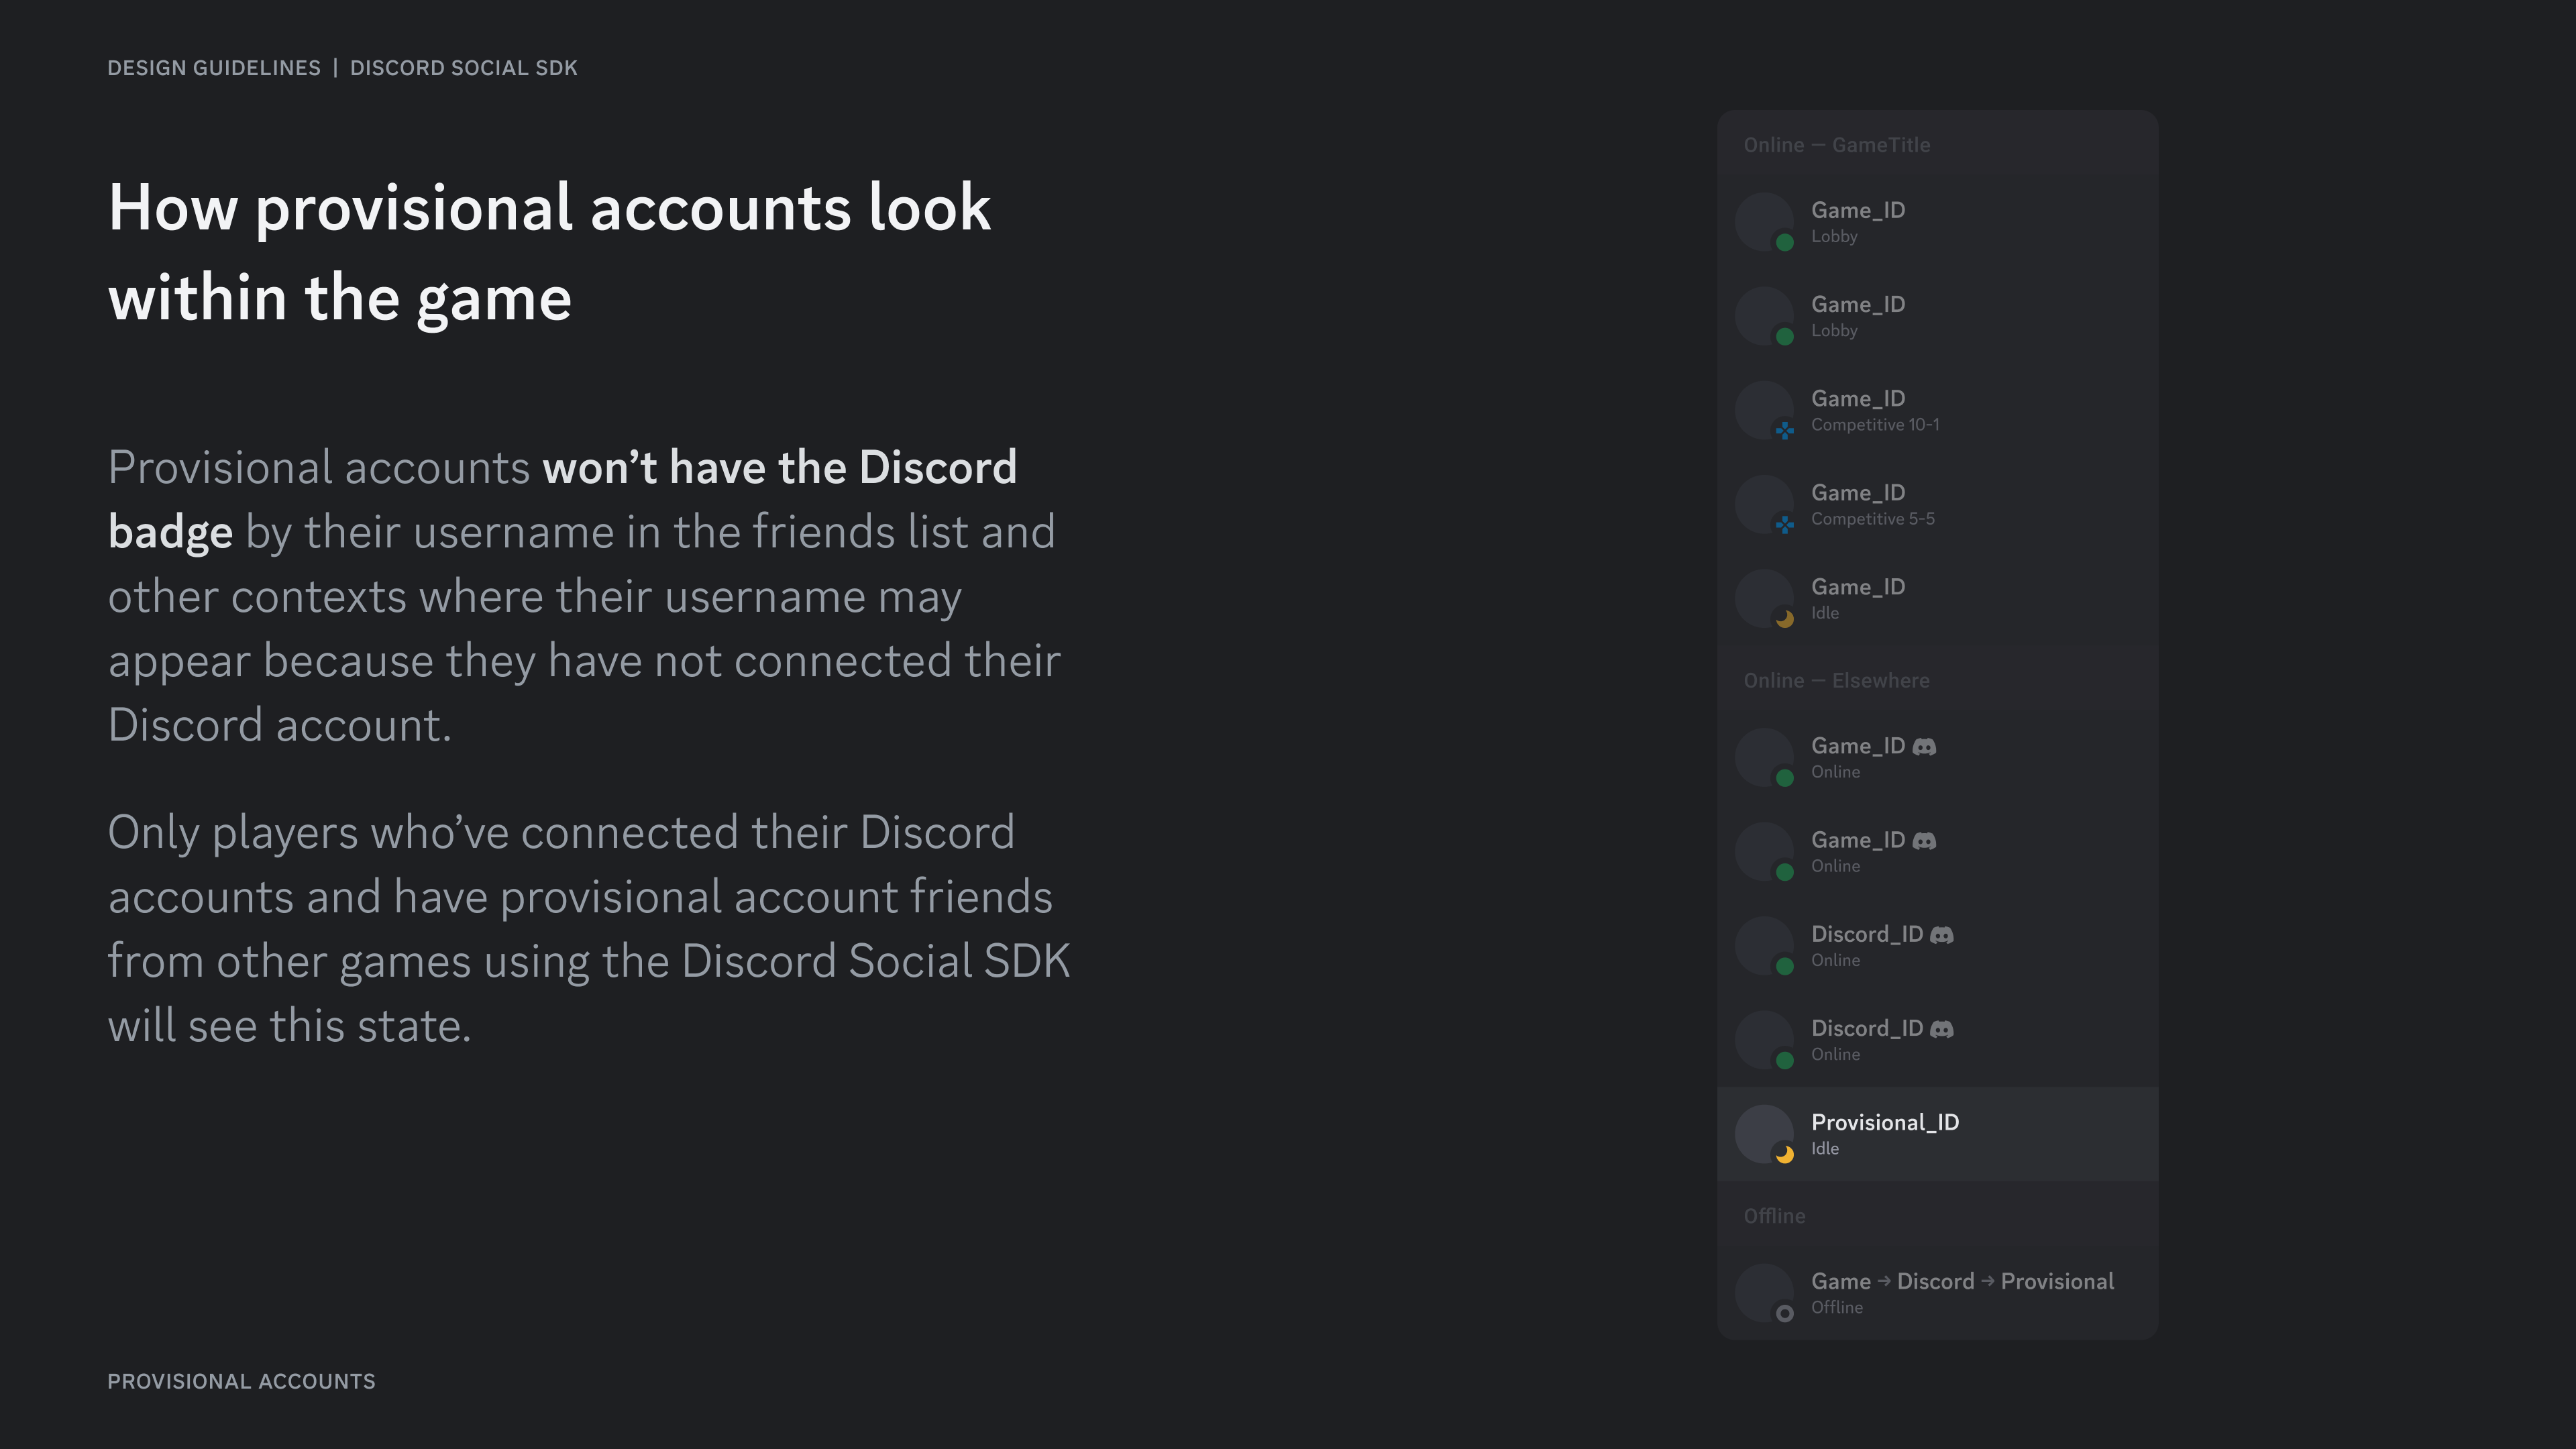 DESIGN GUIDELINES | DISCORD SOCIAL SDK
How provisional accounts look
within the game
Provisional accounts won’t have the Discord
badge by their username in the friends list and
other contexts where their username may
appear because they have not connected their
Discord account.
Only players who’ve connected their Discord
accounts and have provisional account friends
from other games using the Discord Social SDK
will see this state.
PROVISIONAL ACCOUNTS
Online — GameTitle
Game_ID
Lobby
Game_ID
Lobby
Game_ID
Competitive 10-1
Game_ID
Competitive 5-5
Game_ID
Idle
Online — Elsewhere
Game_ID
Online
Game_ID
Online
Discord_ID
Online
Discord_ID
Online
Provisional_ID
Idle
Offline
Game → Discord → Provisional
Offline